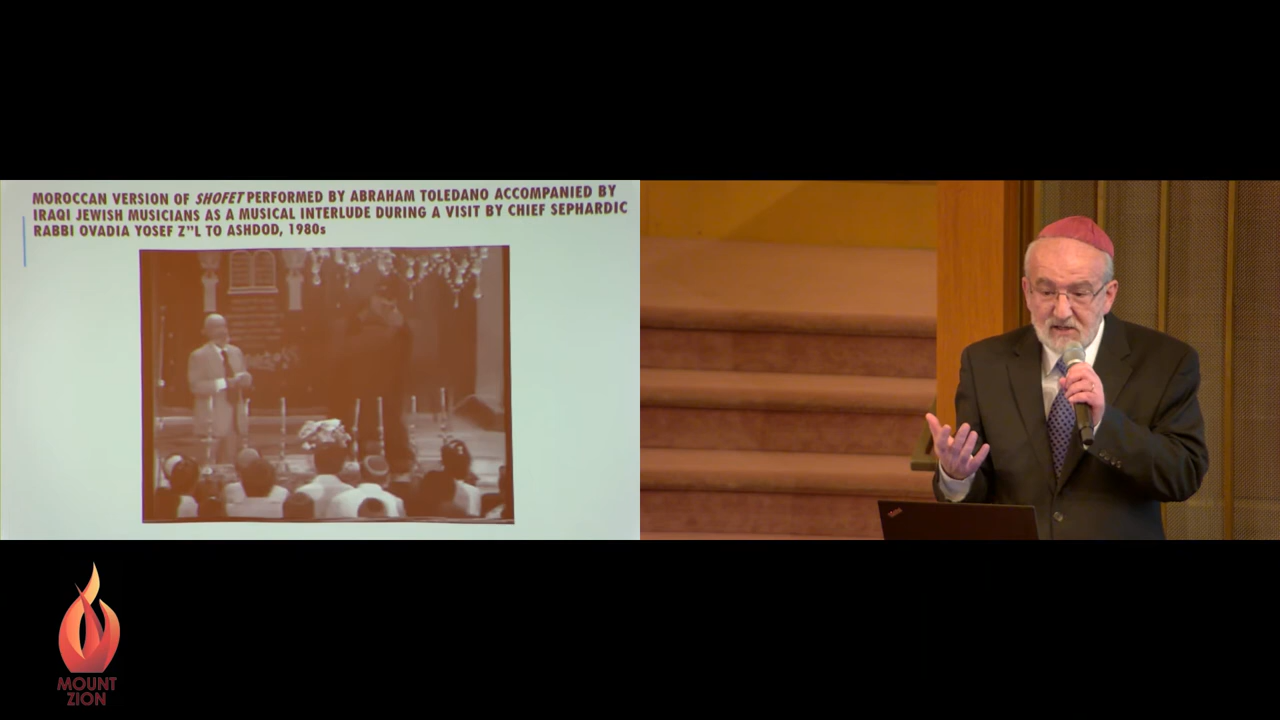 MOROCCAN VERSION OF SHOFET PERFORMED BY ABRAHAM TOLEDANO ACCOMPANIED BY
IRAQI JEWISH MUSICIANS AS A MUSICAL INTERLUDE DURING A VISIT BY CHIEF SEPHARDIC
RABBI OVADIA YOSEF Z”L TO ASHDOD, 1980s
MOUNT
ZION